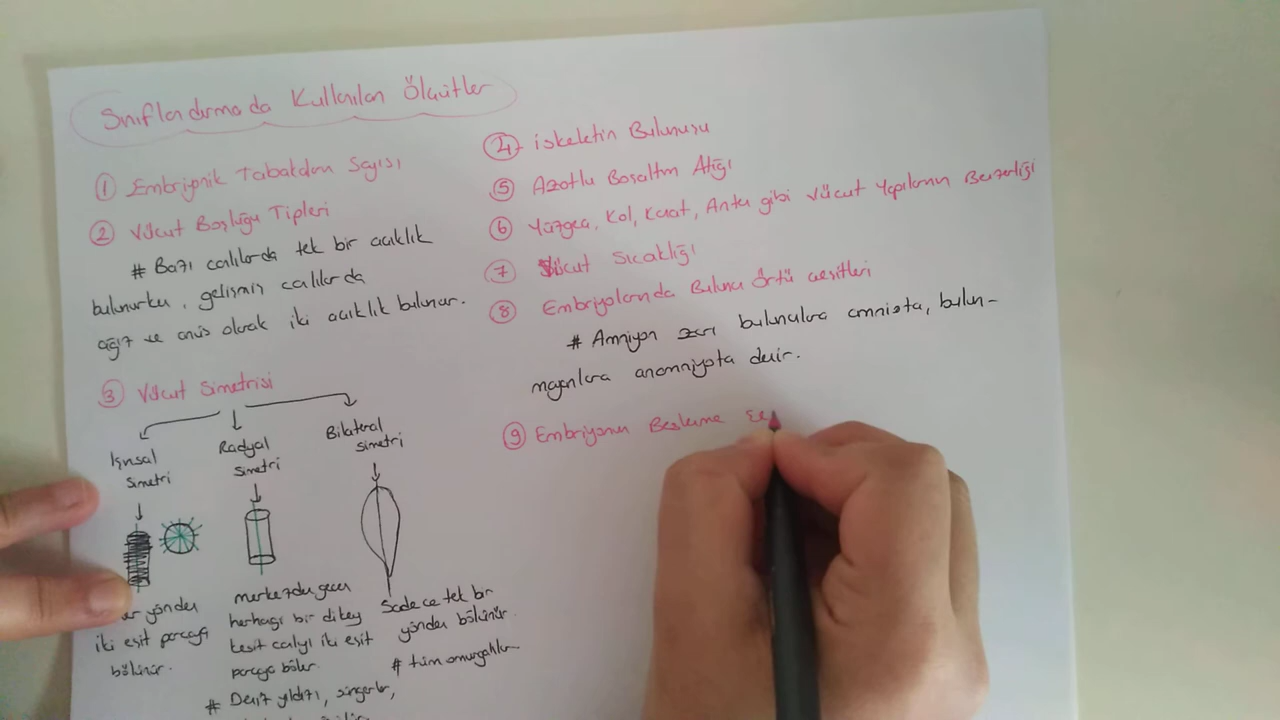 Sınıflandırmada Kullanılan Ölçütler
① Embriyonik Tabakaların Sayısı
② Vücut Boşluğu Tipleri
# Bazı canlılarda tek bir açıklık
bulunurken, gelişmiş canlılarda
ağız ve anüs olarak iki açıklık bulunur.
③ Vücut Simetrisi
Işınsal
simetri
Radyal
simetri
Bilateral
simetri
yönden
iki eşit parçaya
bölünür.
merkezden geçen
herhangi bir dikey
kesit canlıyı iki eşit
parçaya böler.
# Deniz yıldızı, süngerler,
Sadece tek bir
yönden bölünür.
# tüm omurgalılar
④ iskeletin Bulunuşu
⑤ Azotlu Boşaltım Atığı
⑥ Yüzgeç, Kol, Kanat, Anten gibi Vücut Yapılarının Benzerliği
⑦ Vücut Sıcaklığı
⑧ Embriyolarında Bulunan Örtü çeşitleri
# Amniyon zarı bulunanlara amniota, bulun-
mayanlara anamniyota denir.
⑨ Embriyonun Beslenme